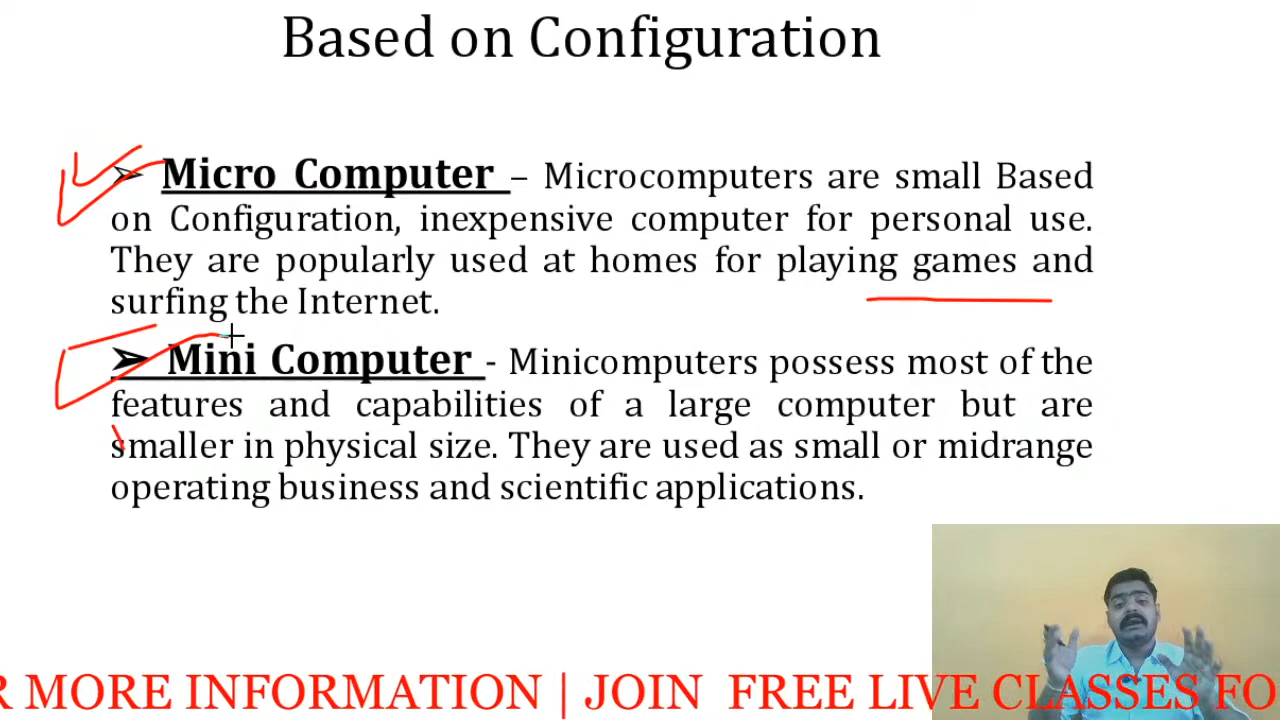 Based on Configuration
➢ Micro Computer – Microcomputers are small Based
on Configuration, inexpensive computer for personal use.
They are popularly used at homes for playing games and
surfing the Internet.
➢ Mini Computer - Minicomputers possess most of the
features and capabilities of a large computer but are
smaller in physical size. They are used as small or midrange
operating business and scientific applications.
R MORE INFORMATION | JOIN FREE LIVE CLASSES FO